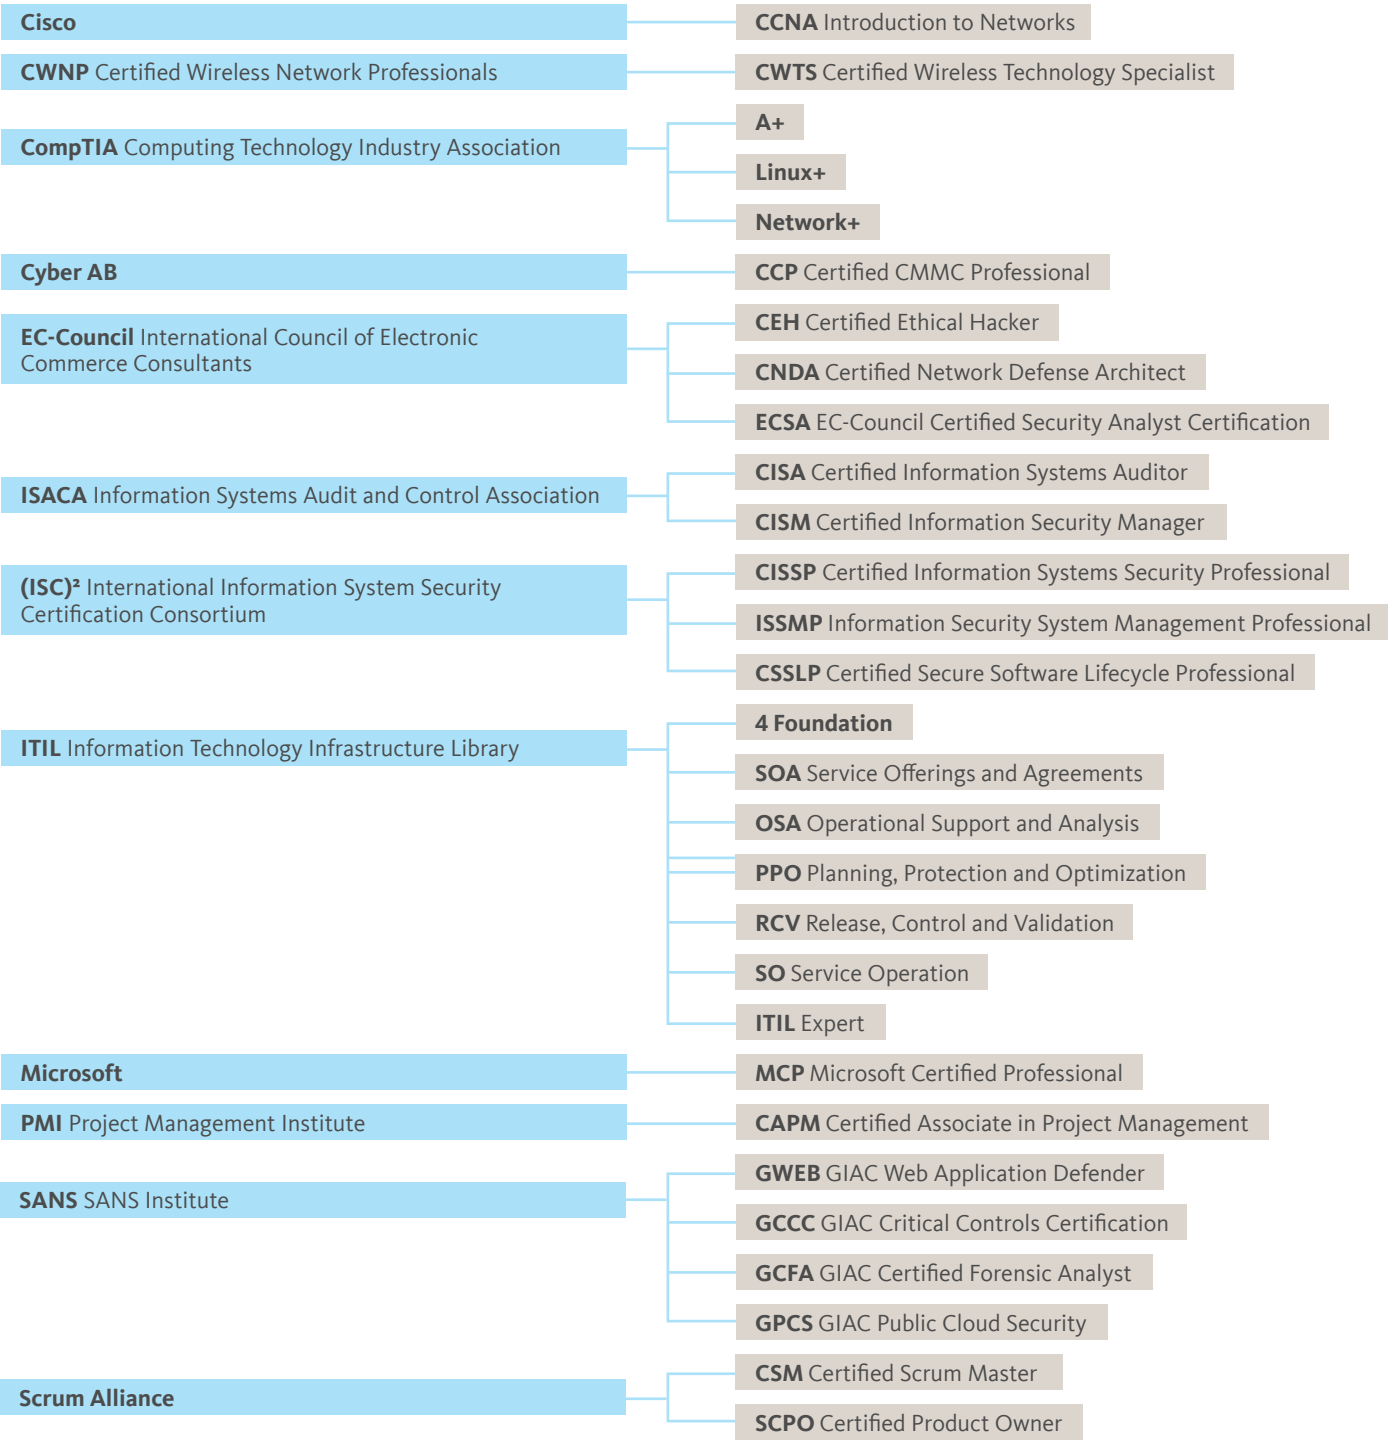 Cisco
CCNA Introduction to Networks
CWNP Certified Wireless Network Professionals
CWTS Certified Wireless Technology Specialist
CompTIA Computing Technology Industry Association
A+
Linux+
Network+
Cyber AB
CCP Certified CMMC Professional
EC-Council International Council of Electronic
Commerce Consultants
CEH Certified Ethical Hacker
CNDA Certified Network Defense Architect
ECSA EC-Council Certified Security Analyst Certification
ISACA Information Systems Audit and Control Association
CISA Certified Information Systems Auditor
CISM Certified Information Security Manager
(ISC)² International Information System Security
Certification Consortium
CISSP Certified Information Systems Security Professional
ISSMP Information Security System Management Professional
CSSLP Certified Secure Software Lifecycle Professional
ITIL Information Technology Infrastructure Library
4 Foundation
SOA Service Offerings and Agreements
OSA Operational Support and Analysis
PPO Planning, Protection and Optimization
RCV Release, Control and Validation
SO Service Operation
ITIL Expert
Microsoft
MCP Microsoft Certified Professional
PMI Project Management Institute
CAPM Certified Associate in Project Management
SANS SANS Institute
GWEB GIAC Web Application Defender
GCCC GIAC Critical Controls Certification
GCFA GIAC Certified Forensic Analyst
GPCS GIAC Public Cloud Security
Scrum Alliance
CSM Certified Scrum Master
SCPO Certified Product Owner